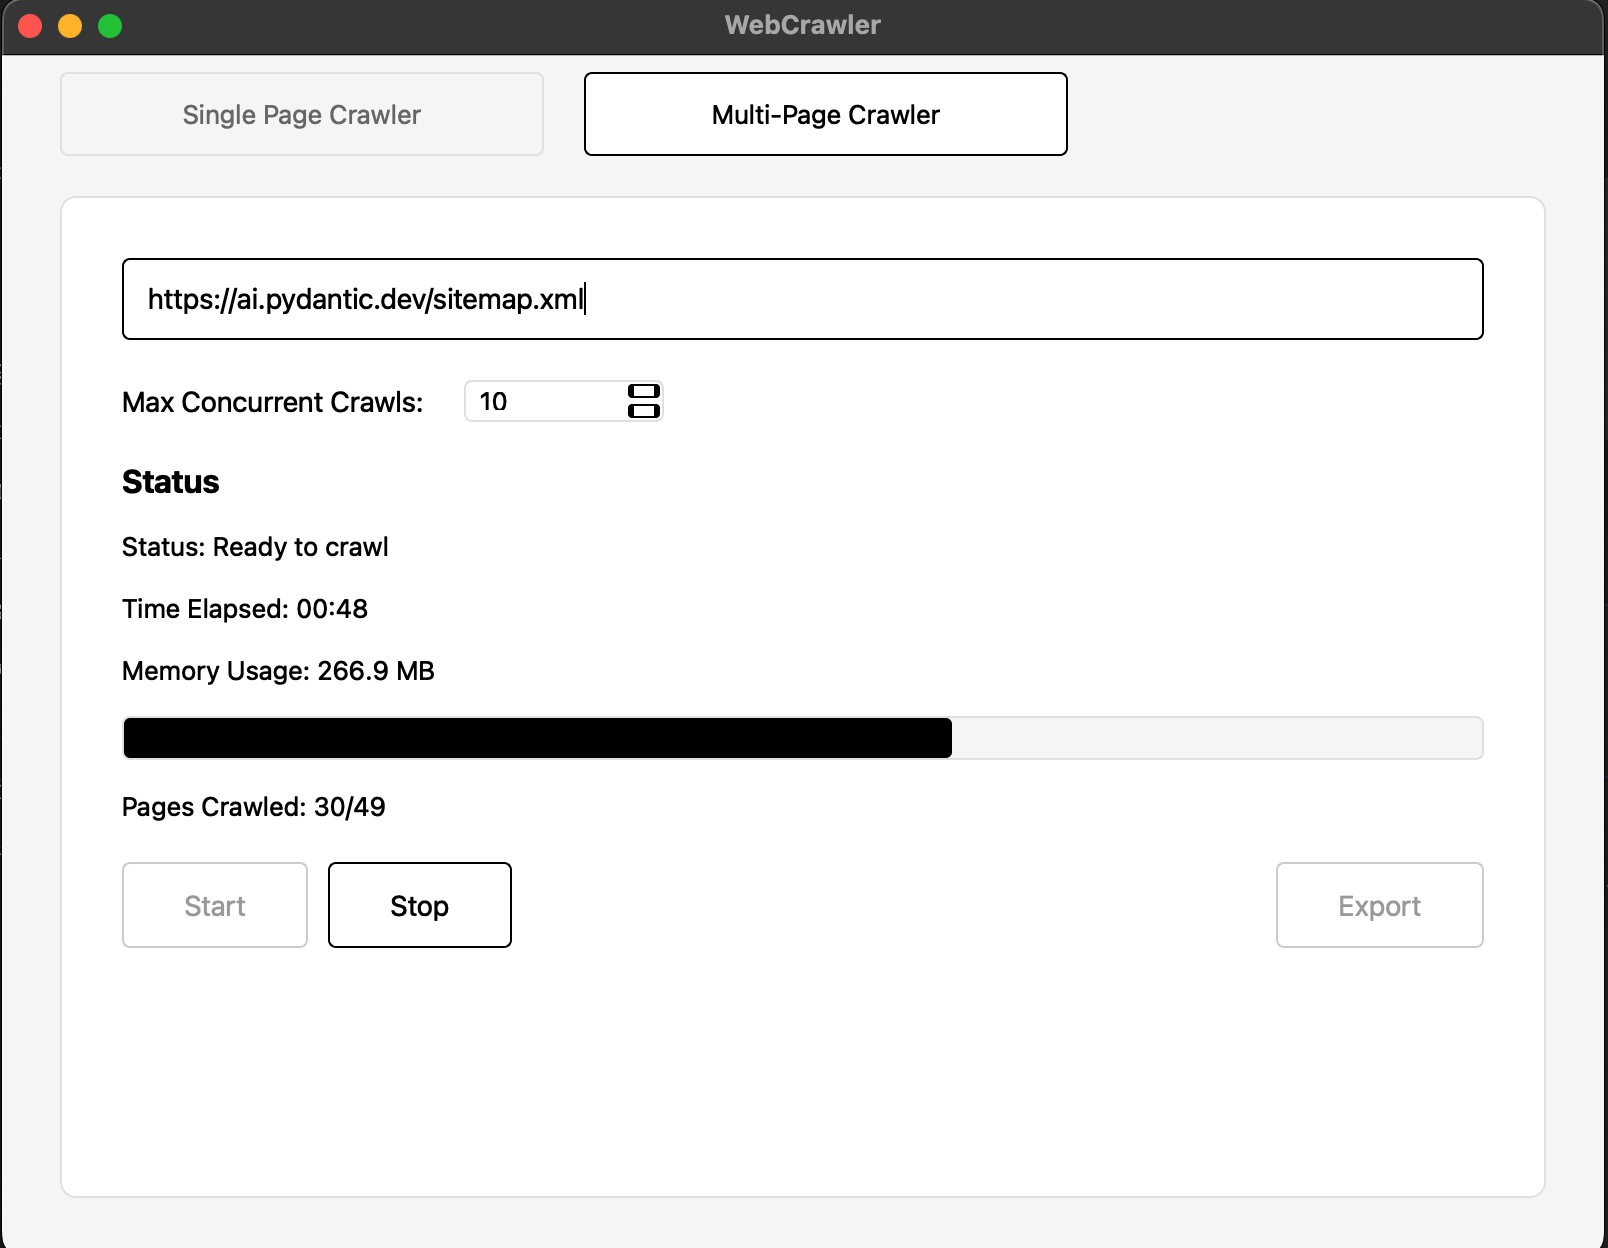 WebCrawler
Single Page Crawler
Multi-Page Crawler
https://ai.pydantic.dev/sitemap.xml
Max Concurrent Crawls: 10
Status
Status: Ready to crawl
Time Elapsed: 00:48
Memory Usage: 266.9 MB
Pages Crawled: 30/49
Start
Stop
Export